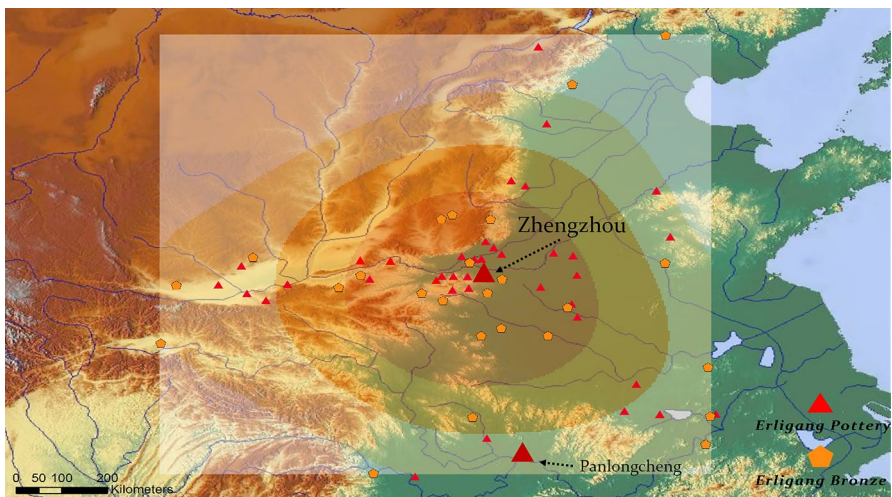 Zhengzhou
Erligang Pottery
Panlongcheng
Erligang Bronze
0 50 100 200
Kilometers